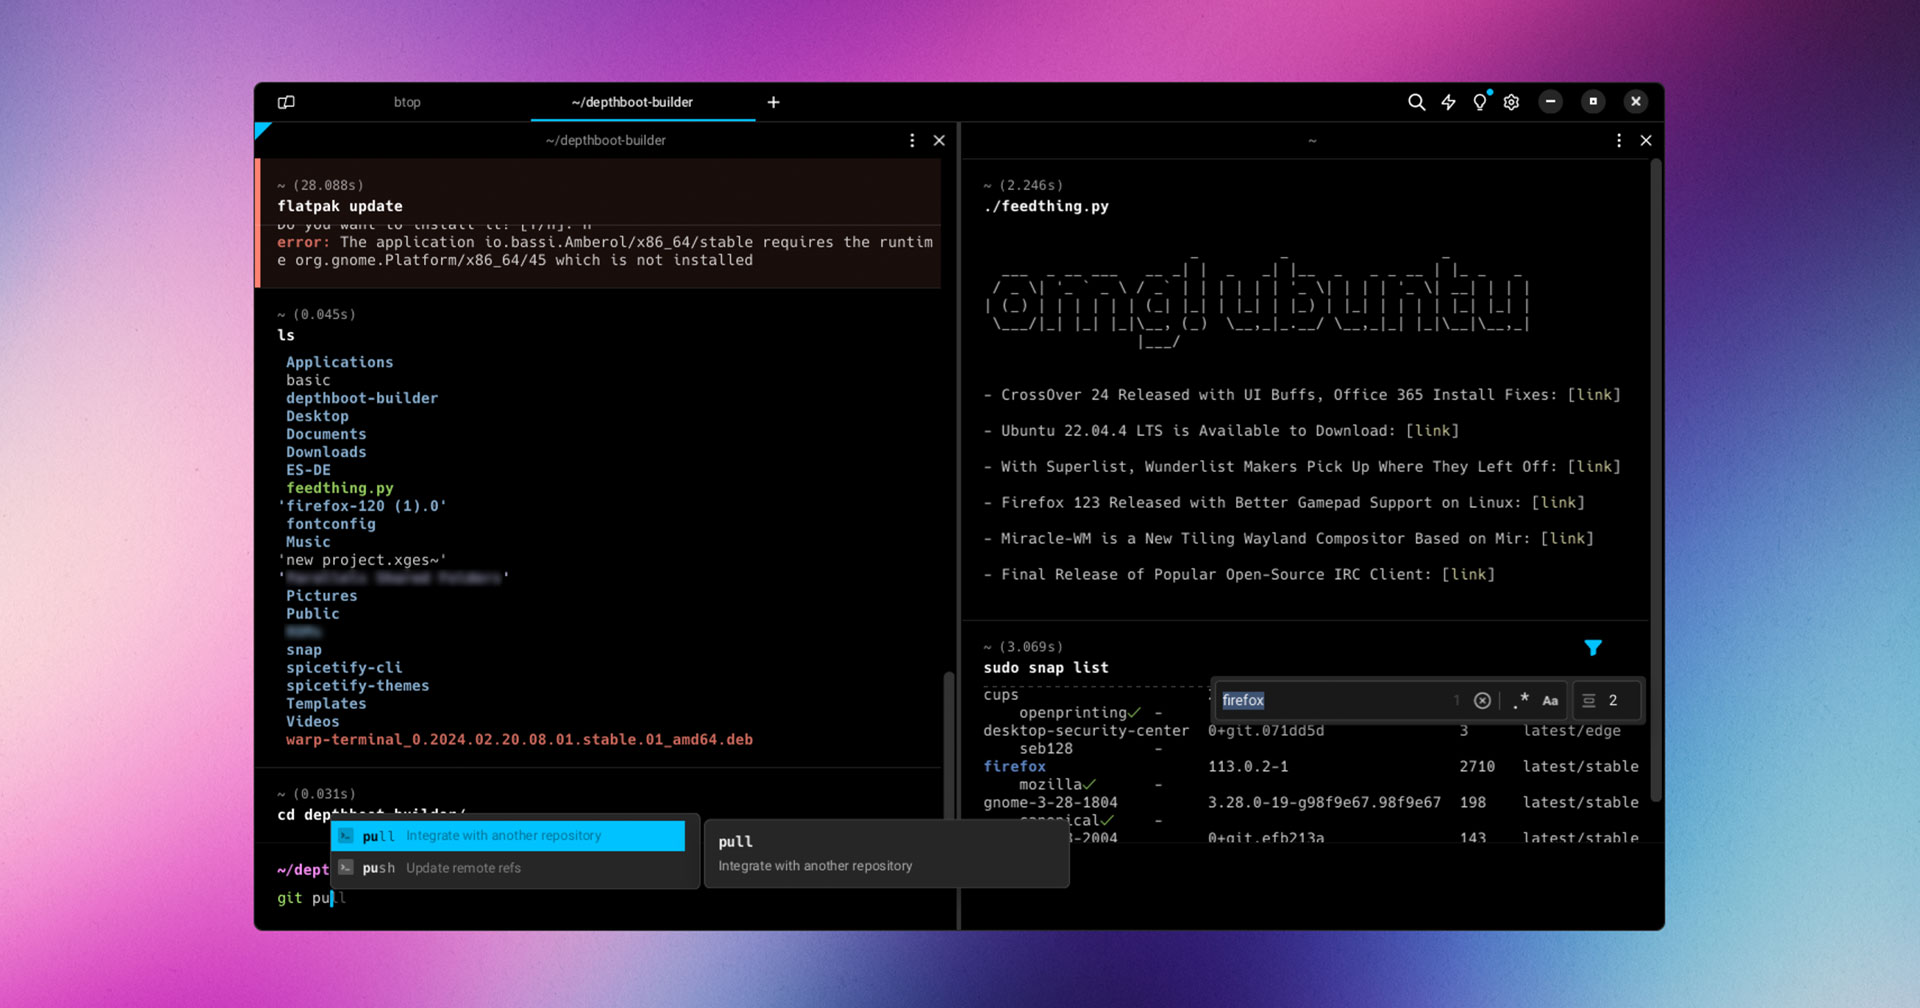 btop
~/depthboot-builder
~/depthboot-builder
~ (28.088s)
flatpak update
Do you want to install it? [Y/n]: n
error: The application io.bassi.Amberol/x86_64/stable requires the runtim
e org.gnome.Platform/x86_64/45 which is not installed
~ (0.045s)
ls
Applications
basic
depthboot-builder
Desktop
Documents
Downloads
ES-DE
feedthing.py
'firefox-120 (1).0'
fontconfig
Music
'new project.xges~'
Pictures
Public
snap
spicetify-cli
spicetify-themes
Templates
Videos
warp-terminal_0.2024.02.20.08.01.stable.01_amd64.deb
~ (0.031s)
cd depthboot-builder/
pull Integrate with another repository
push Update remote refs
pull
Integrate with another repository
~/dept
git pull
~
~ (2.246s)
./feedthing.py
omg! ubuntu
- CrossOver 24 Released with UI Buffs, Office 365 Install Fixes: [link]
- Ubuntu 22.04.4 LTS is Available to Download: [link]
- With Superlist, Wunderlist Makers Pick Up Where They Left Off: [link]
- Firefox 123 Released with Better Gamepad Support on Linux: [link]
- Miracle-WM is a New Tiling Wayland Compositor Based on Mir: [link]
- Final Release of Popular Open-Source IRC Client: [link]
~ (3.069s)
sudo snap list
firefox 1 .* Aa 2
cups
openprinting✓ -
desktop-security-center 0+git.071dd5d 3 latest/edge
seb128 -
firefox 113.0.2-1 2710 latest/stable
mozilla✓ -
gnome-3-28-1804 3.28.0-19-g98f9e67.98f9e67 198 latest/stable
canonical✓ -
-2004 0+git.efb213a 143 latest/stable